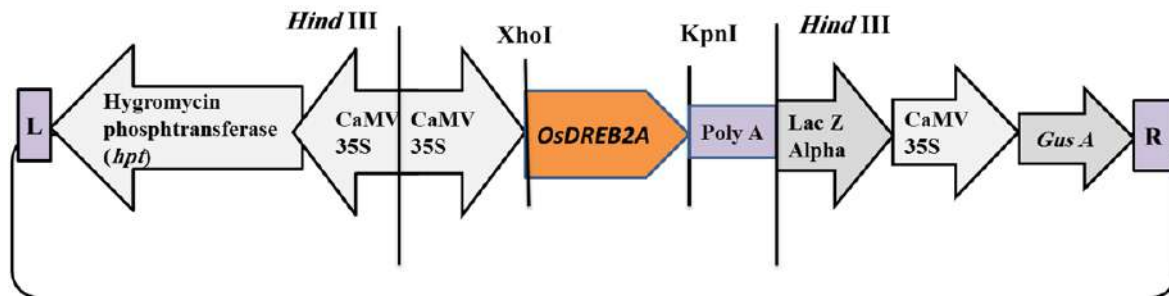 Hind III
Hind III
XhoI
KpnI
L
Hygromycin
phosphtransferase
(hpt)
CaMV
35S
CaMV
35S
OsDREB2A
Poly A
Lac Z
Alpha
CaMV
35S
Gus A
R